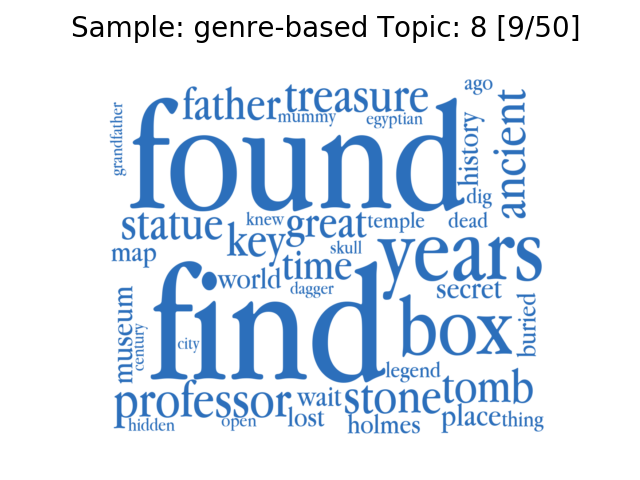 Sample: genre-based Topic: 8 [9/50]
ago
father treasure
mummy egyptian
grandfather
found
history
ancient
dig
statue knew great temple dead
key
map
skull
years
world time
dagger
secret
museum
century
find
city
box
buried
legend
professor wait stone tomb
hidden open lost holmes place thing